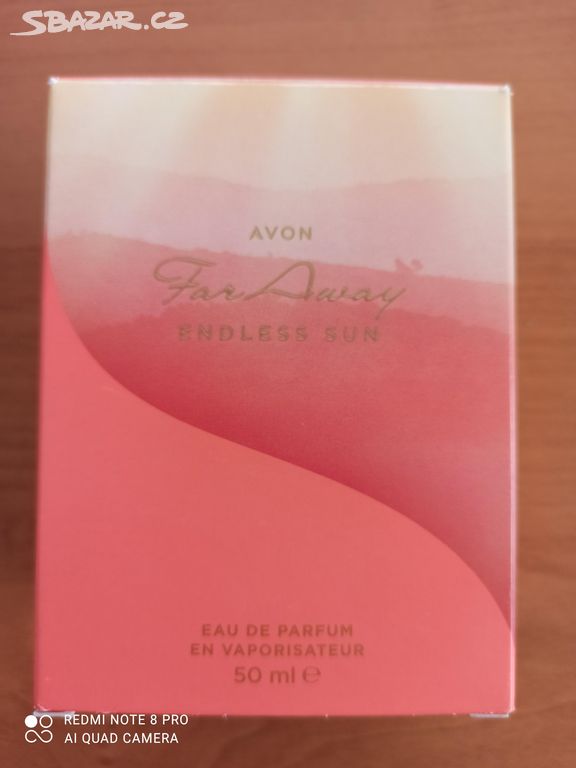 SBAZAR.CZ
AVON
Far Away
ENDLESS SUN
EAU DE PARFUM
EN VAPORISATEUR
50 ml ℮
REDMI NOTE 8 PRO
AI QUAD CAMERA